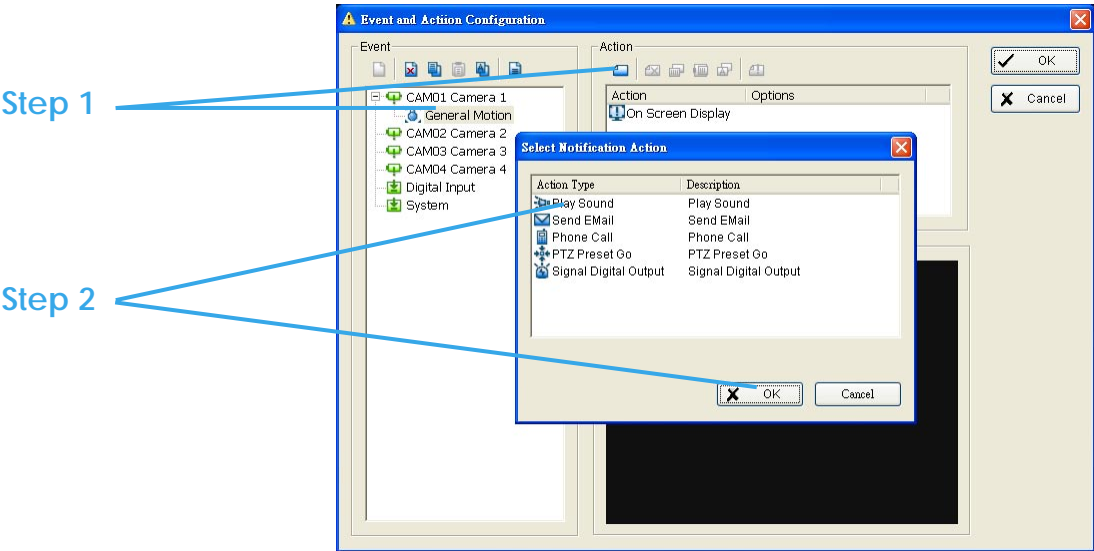 Event and Actiion Configuration
Event
Action
OK
Cancel
Step 1
CAM01 Camera 1
General Motion
CAM02 Camera 2
CAM03 Camera 3
CAM04 Camera 4
Digital Input
System
Action Options
On Screen Display
Select Notification Action
Action Type Description
Play Sound Play Sound
Send EMail Send EMail
Phone Call Phone Call
PTZ Preset Go PTZ Preset Go
Signal Digital Output Signal Digital Output
Step 2
OK Cancel